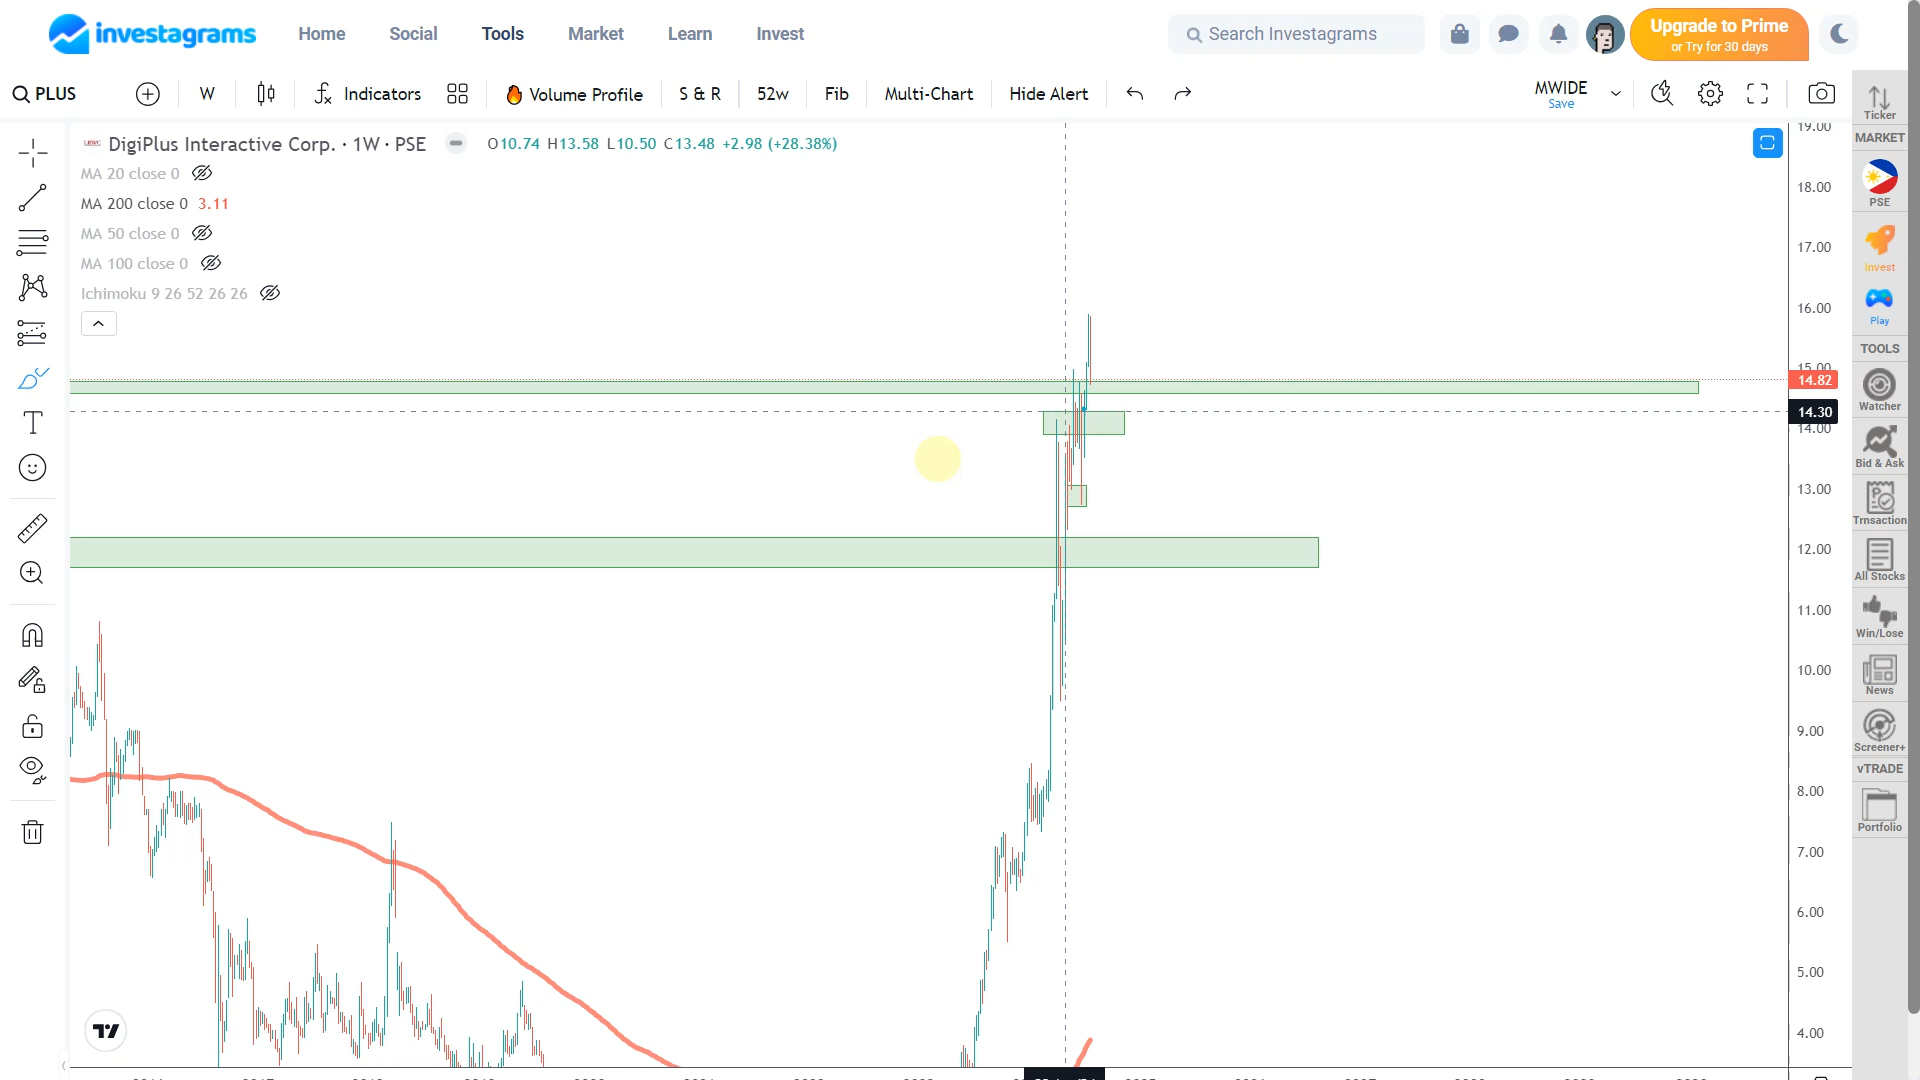 investagrams Home Social Tools Market Learn Invest Search Investagrams Upgrade to Prime
or Try for 30 days
PLUS W Indicators Volume Profile S & R 52w Fib Multi-Chart Hide Alert MWIDE
Save
DigiPlus Interactive Corp. · 1W · PSE O10.74 H13.58 L10.50 C13.48 +2.98 (+28.38%)
MA 20 close 0
MA 200 close 0 3.11
MA 50 close 0
MA 100 close 0
Ichimoku 9 26 52 26 26
19.00
18.00
17.00
16.00
15.00
14.82
14.30
14.00
13.00
12.00
11.00
10.00
9.00
8.00
7.00
6.00
5.00
4.00
Ticker
MARKET
PSE
Invest
Play
TOOLS
Watcher
Bid & Ask
Trnsaction
All Stocks
Win/Lose
News
Screener+
vTRADE
Portfolio